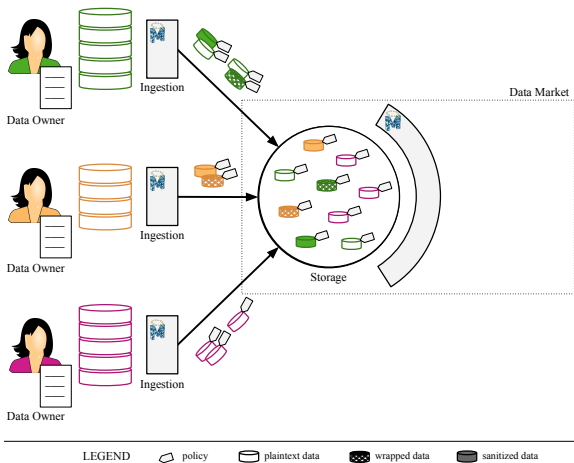 Ingestion
Data Owner
Data Market
Ingestion
Data Owner
Storage
Ingestion
Data Owner
LEGEND policy plaintext data wrapped data sanitized data